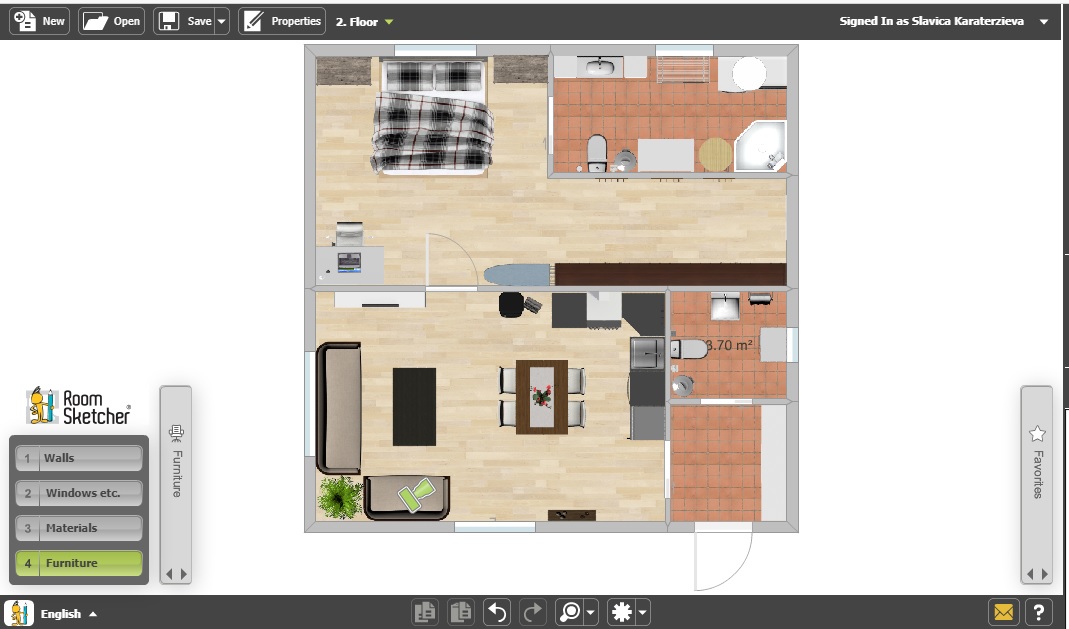 New Open Save Properties 2. Floor Signed In as Slavica Karaterzieva
3.70 m²
Room
Sketcher®
1 Walls
2 Windows etc.
3 Materials
4 Furniture
Furniture
Favorites
English ?